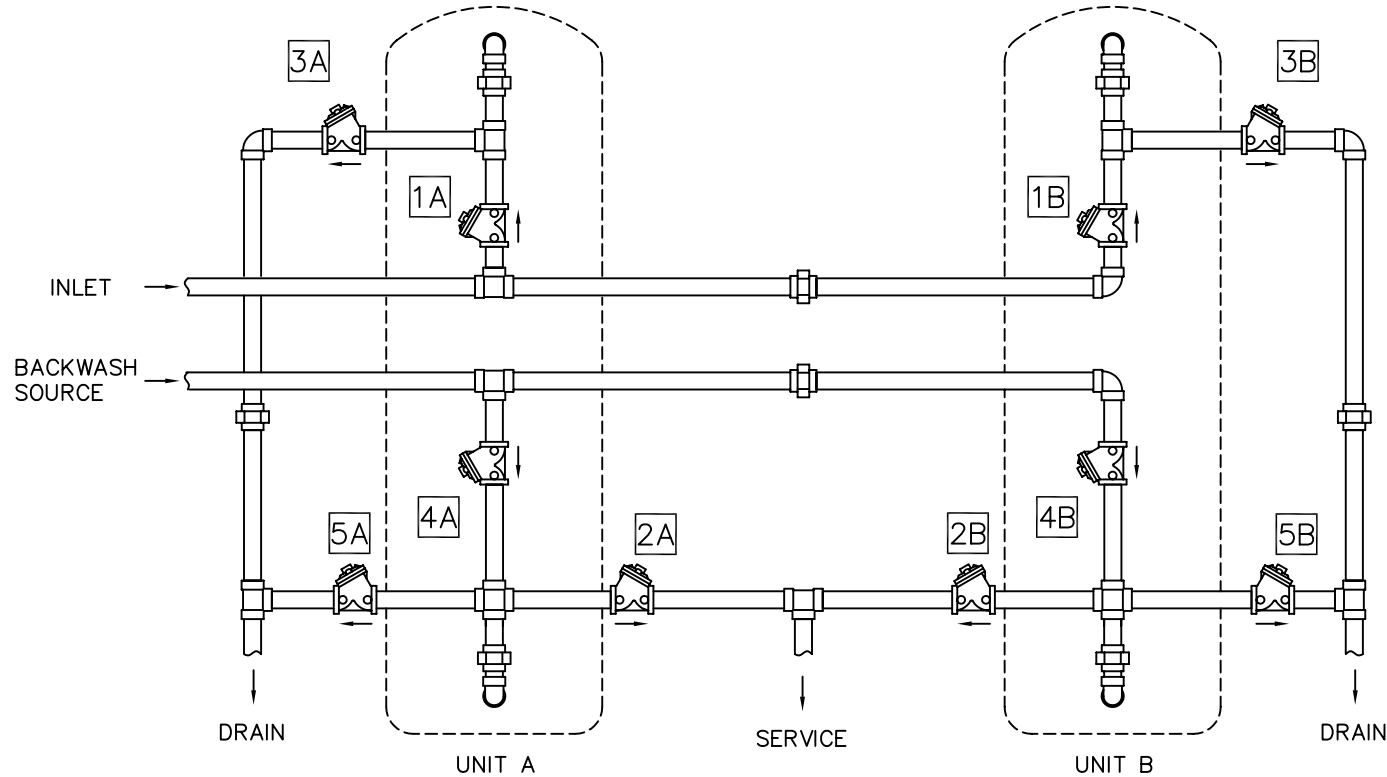 3A
3B
1A
1B
INLET
BACKWASH
SOURCE
4A
4B
5A
2A
2B
5B
DRAIN
SERVICE
DRAIN
UNIT A
UNIT B